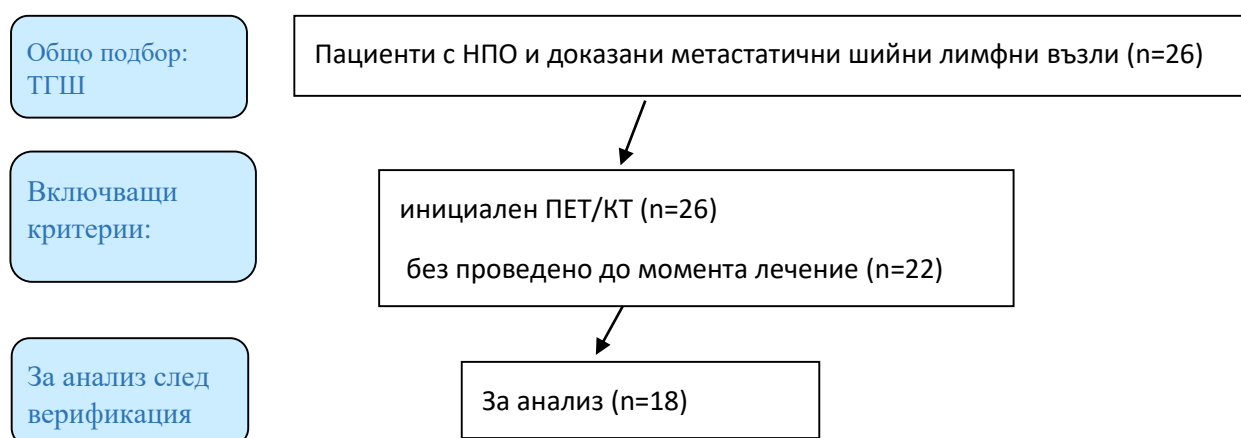 Общо подбор:
ТГШ
Пациенти с НПО и доказани метастатични шийни лимфни възли (n=26)
Включващи
критерии:
инициален ПЕТ/КТ (n=26)
без проведено до момента лечение (n=22)
За анализ след
верификация
За анализ (n=18)